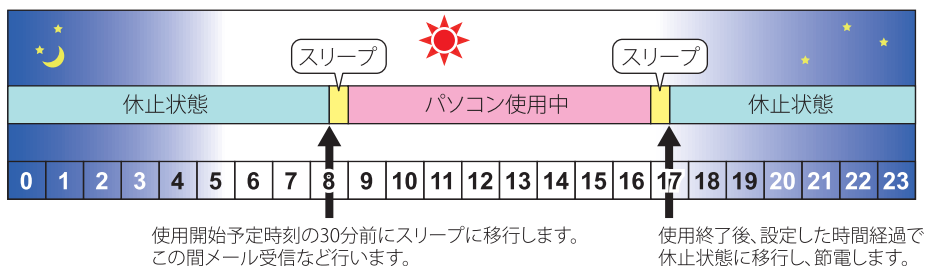 スリープ
スリープ
休止状態
パソコン使用中
休止状態
0 1 2 3 4 5 6 7 8 9 10 11 12 13 14 15 16 17 18 19 20 21 22 23
使用開始予定時刻の30分前にスリープに移行します。
この間メール受信など行います。
使用終了後、設定した時間経過で
休止状態に移行し、節電します。